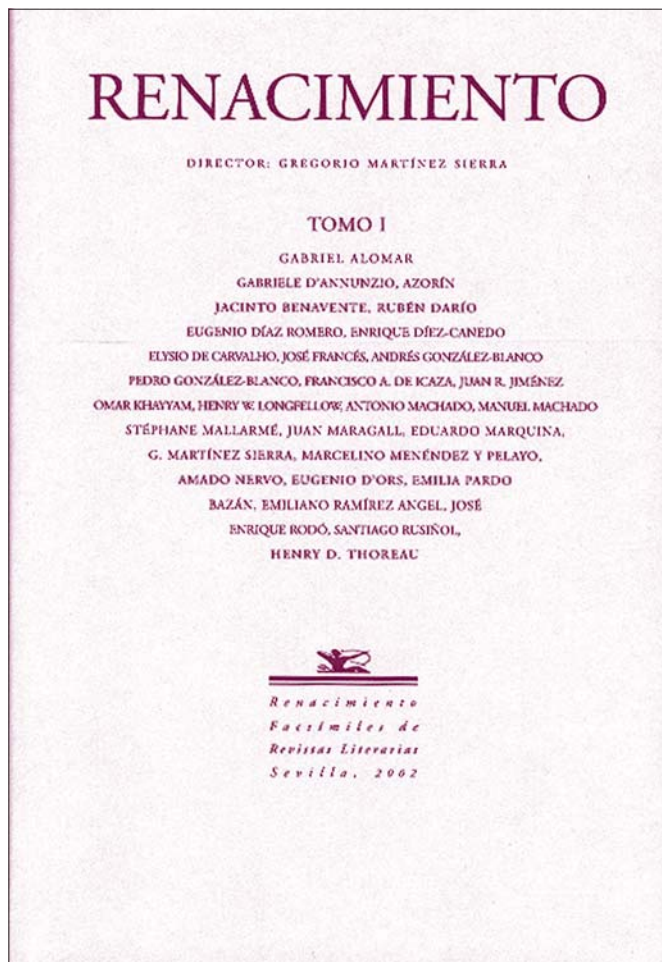 RENACIMIENTO
DIRECTOR: GREGORIO MARTÍNEZ SIERRA
TOMO I
GABRIEL ALOMAR
GABRIELE D'ANNUNZIO, AZORÍN
JACINTO BENAVENTE, RUBÉN DARÍO
EUGENIO DÍAZ ROMERO, ENRIQUE DÍEZ-CANEDO
ELYSIO DE CARVALHO, JOSÉ FRANCÉS, ANDRÉS GONZÁLEZ-BLANCO
PEDRO GONZÁLEZ-BLANCO, FRANCISCO A. DE ICAZA, JUAN R. JIMÉNEZ
OMAR KHAYYAM, HENRY W. LONGFELLOW, ANTONIO MACHADO, MANUEL MACHADO
STÉPHANE MALLARMÉ, JUAN MARAGALL, EDUARDO MARQUINA,
G. MARTÍNEZ SIERRA, MARCELINO MENÉNDEZ Y PELAYO,
AMADO NERVO, EUGENIO D'ORS, EMILIA PARDO
BAZÁN, EMILIANO RAMÍREZ ANGEL, JOSÉ
ENRIQUE RODÓ, SANTIAGO RUSIÑOL,
HENRY D. THOREAU
Renacimiento
Facsímiles de
Revistas Literarias
Sevilla, 2002